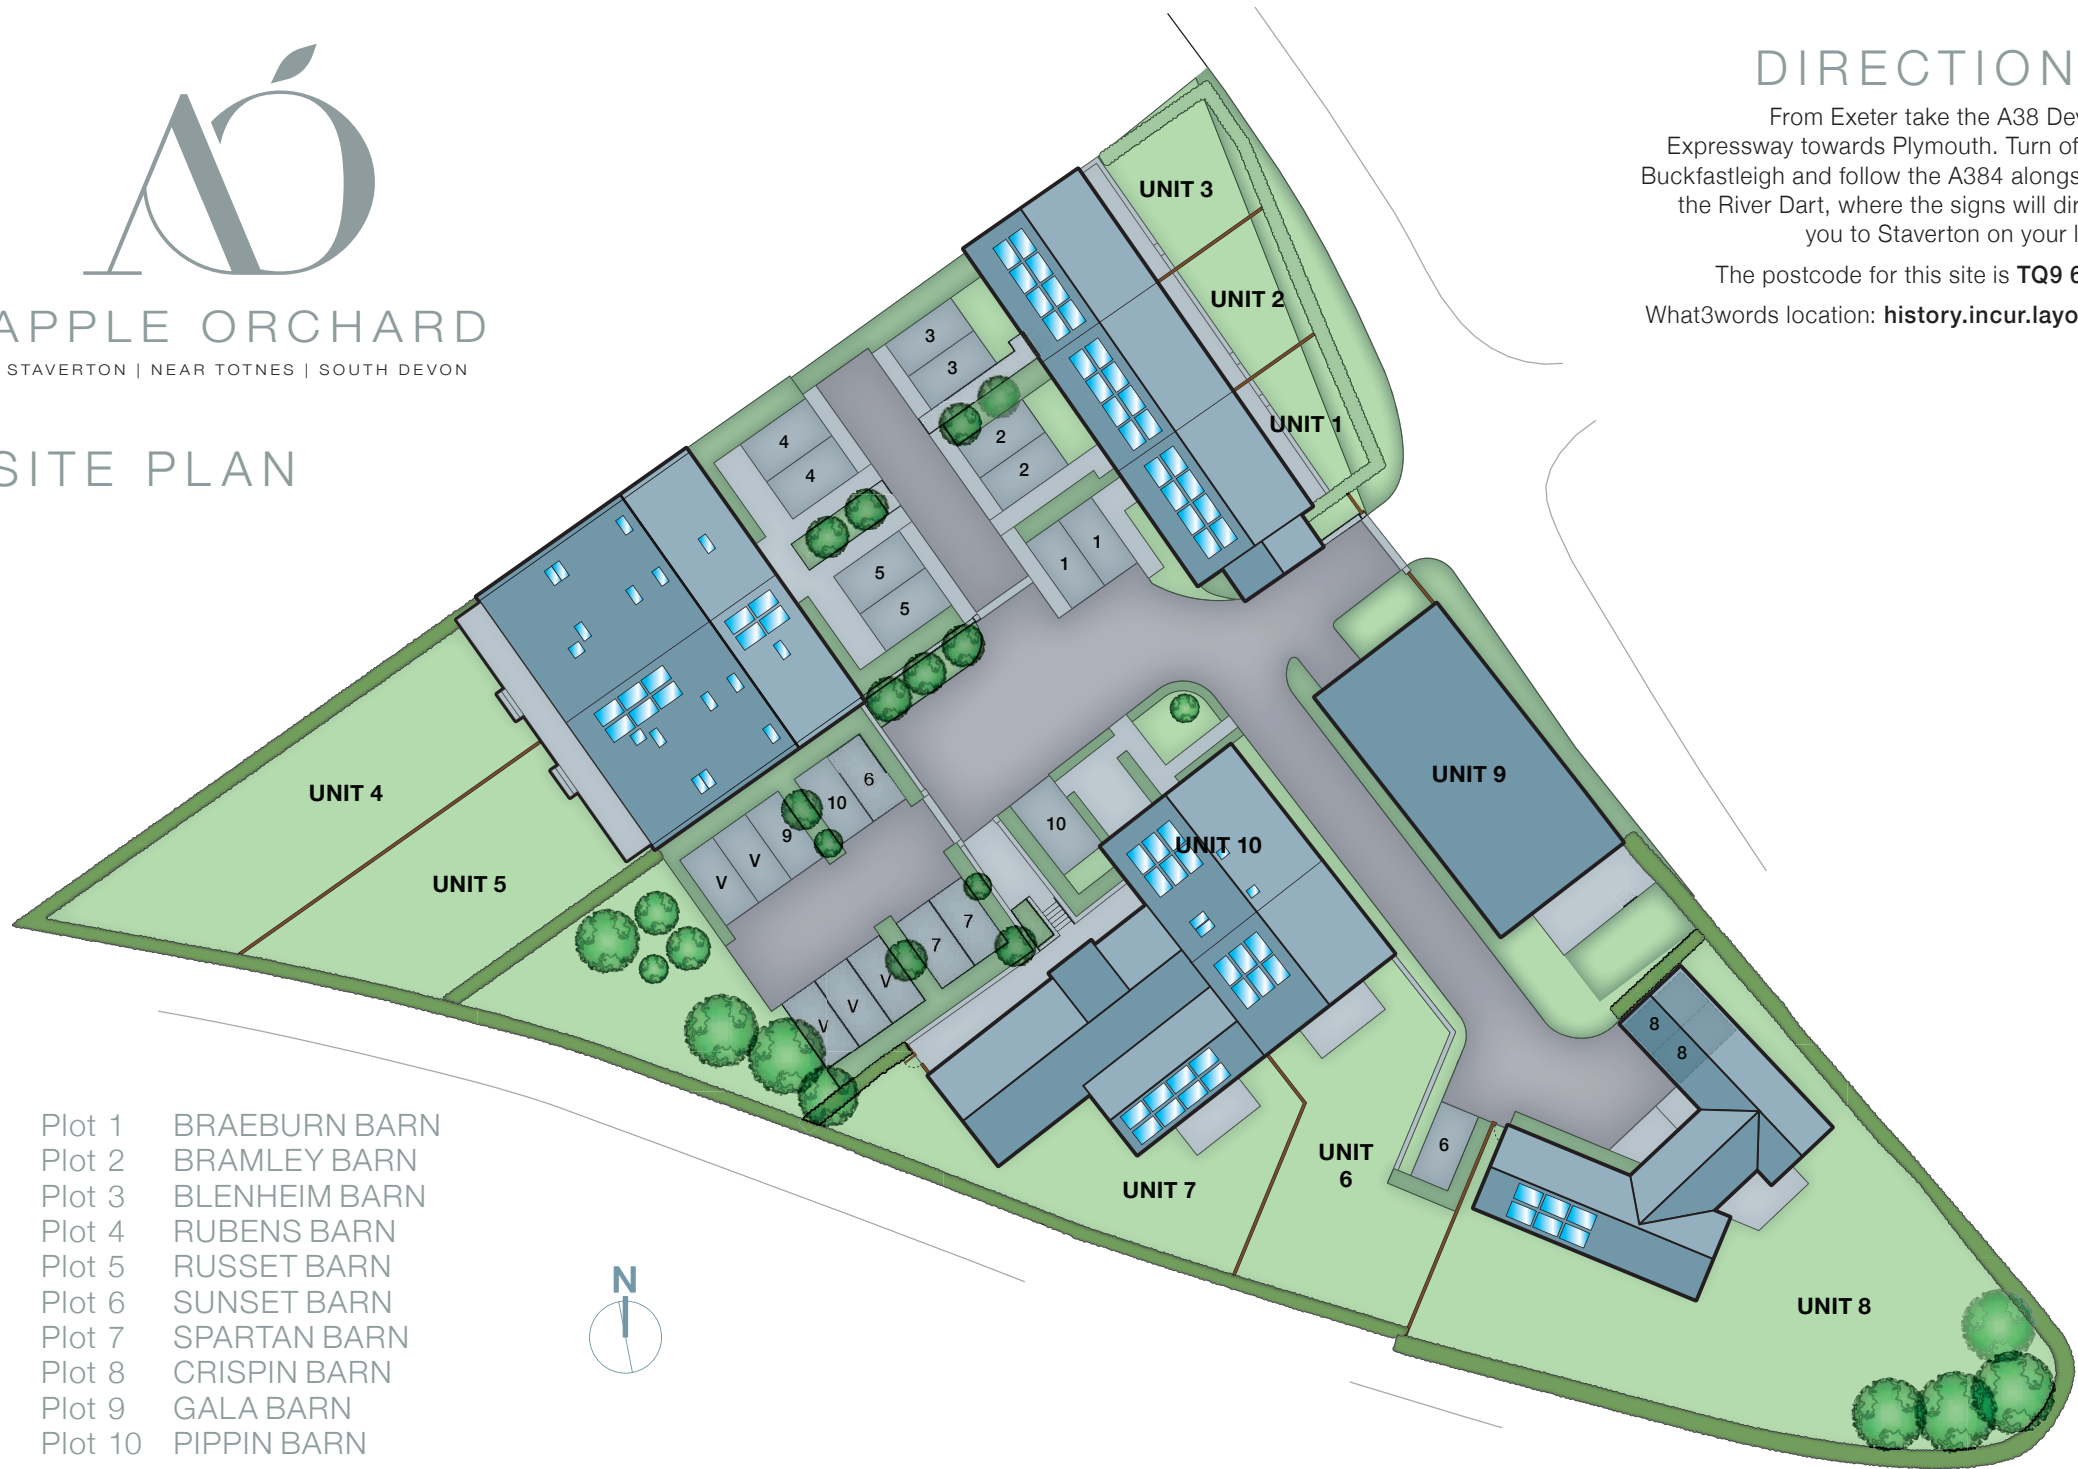 AO
APPLE ORCHARD
STAVERTON | NEAR TOTNES | SOUTH DEVON
SITE PLAN
DIRECTION
From Exeter take the A38
Expressway towards Plymouth. Turn
Buckfastleigh and follow the A384
the River Dart, where the signs will
you to Staverton on your
The postcode for this site is TQ9 6
What3words location: history.incur.
UNIT 3
UNIT 2
UNIT 1
3
3
2
2
1
1
4
4
5
5
UNIT 4
UNIT 5
6
10
9
V
V
10
UNIT 10
UNIT 9
7
7
V
V
V
8
8
6
UNIT 7
UNIT
6
UNIT 8
Plot 1 BRAEBURN BARN
Plot 2 BRAMLEY BARN
Plot 3 BLENHEIM BARN
Plot 4 RUBENS BARN
Plot 5 RUSSET BARN
Plot 6 SUNSET BARN
Plot 7 SPARTAN BARN
Plot 8 CRISPIN BARN
Plot 9 GALA BARN
Plot 10 PIPPIN BARN
N